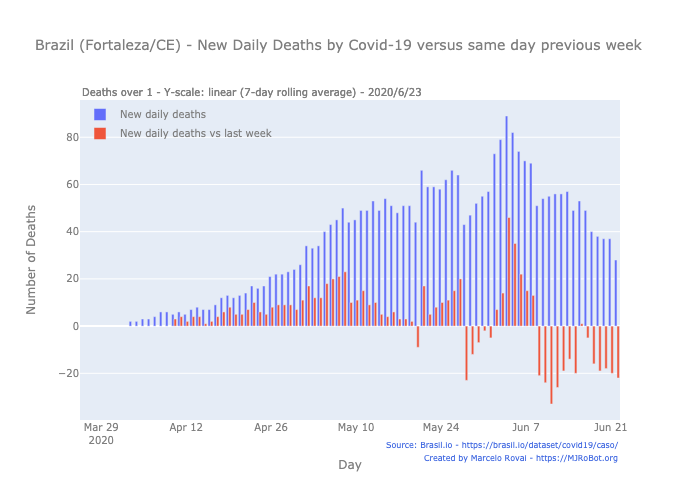 Brazil (Fortaleza/CE) - New Daily Deaths by Covid-19 versus same day previous week
Deaths over 1 - Y-scale: linear (7-day rolling average) - 2020/6/23
New daily deaths
New daily deaths vs last week
80
60
40
20
0
−20
Number of Deaths
Mar 29 Apr 12 Apr 26 May 10 May 24 Jun 7 Jun 21
2020
Source: Brasil.io - https://brasil.io/dataset/covid19/caso/
Created by Marcelo Rovai - https://MJRoBot.org
Day